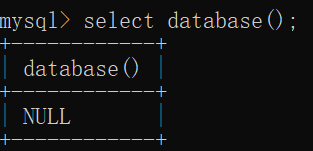 mysql> select database();
+------------+
| database() |
+------------+
| NULL       |
+------------+